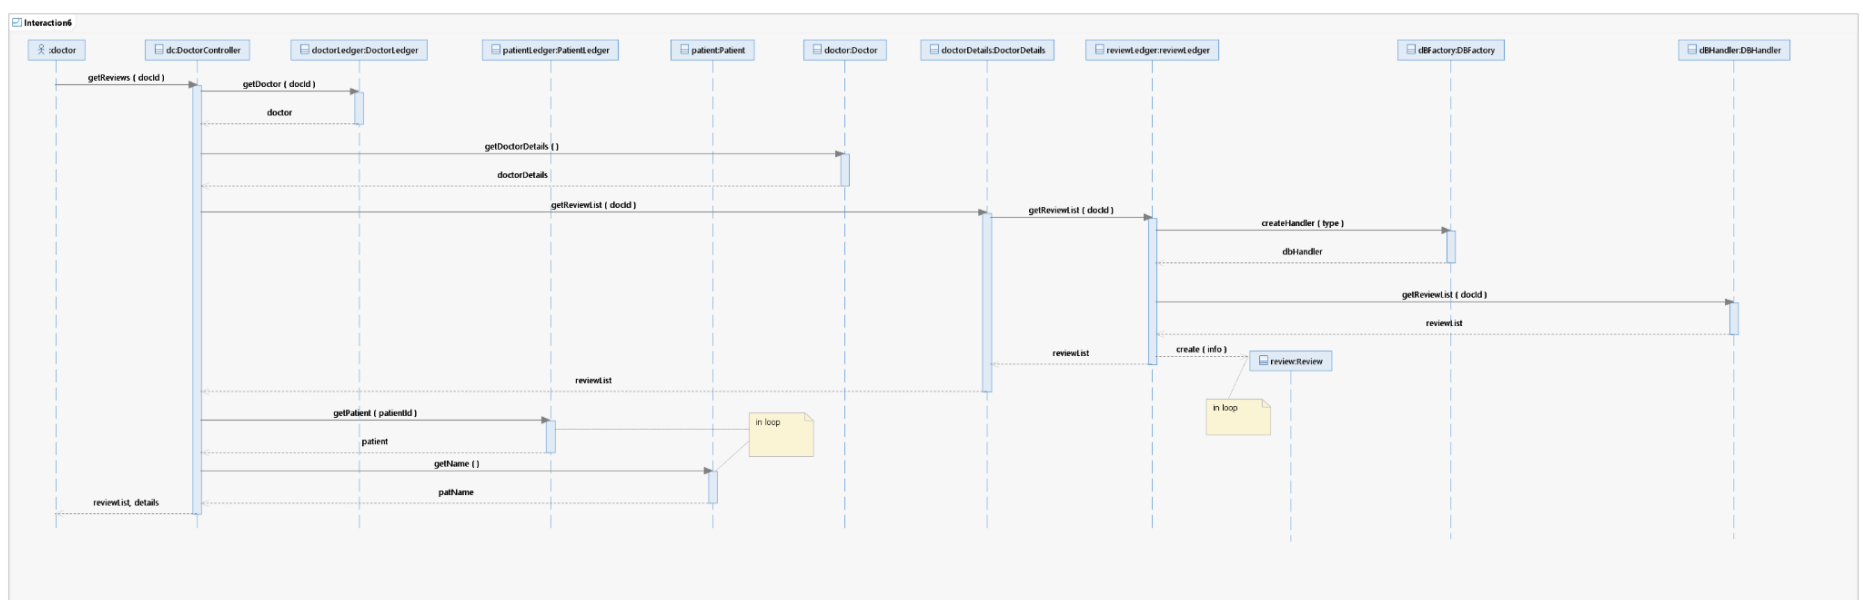 Interaction6
:doctor
dc:DoctorController
doctorLedger:DoctorLedger
patientLedger:PatientLedger
patient:Patient
doctor:Doctor
doctorDetails:DoctorDetails
reviewLedger:reviewLedger
dBFactory:DBFactory
dBHandler:DBHandler
getReviews ( docId )
getDoctor ( docId )
doctor
getDoctorDetails ( )
doctorDetails
getReviewList ( docId )
getReviewList ( docId )
createHandler ( type )
dbHandler
getReviewList ( docId )
reviewList
create ( info )
review:Review
reviewList
reviewList
in loop
getPatient ( patientId )
in loop
patient
getName ( )
patName
reviewList, details